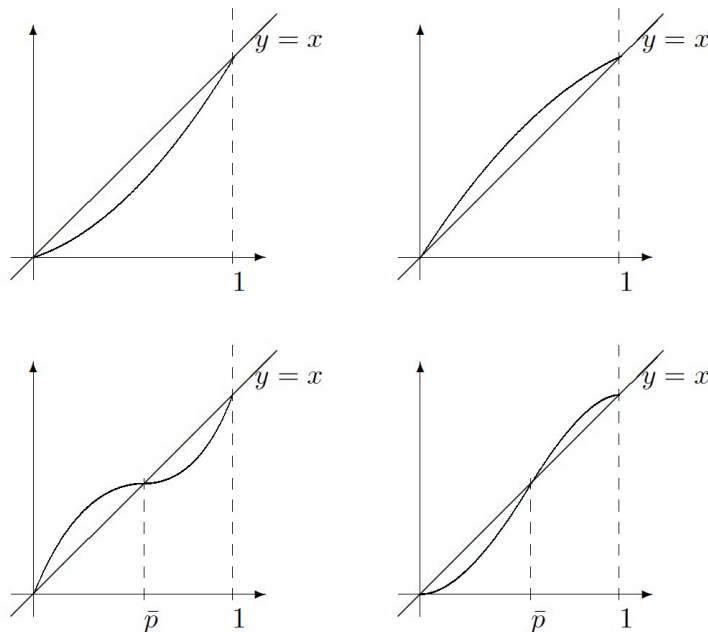 y = x
y = x
1
1
y = x
y = x
p̄
1
p̄
1